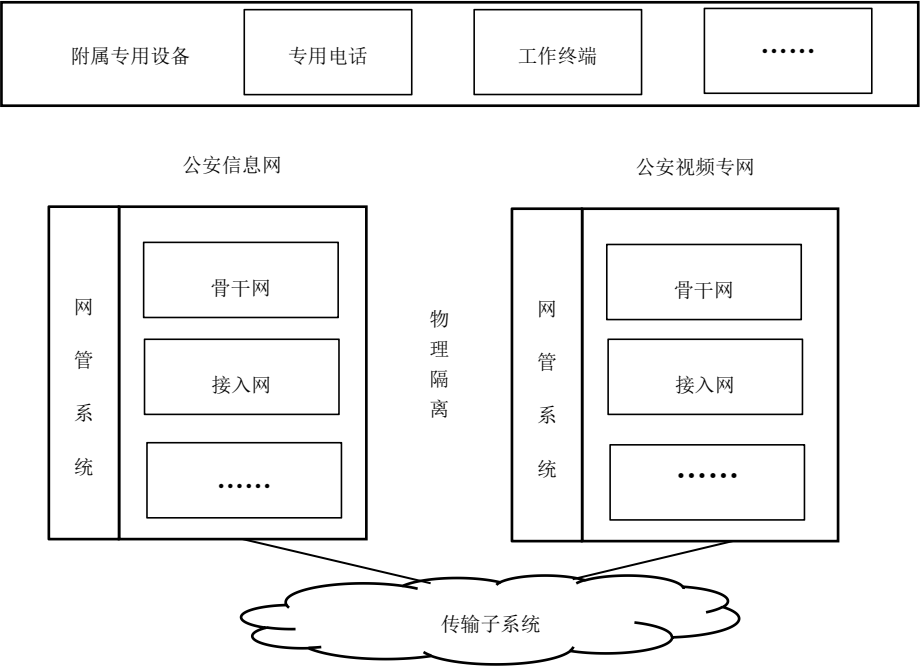 附属专用设备 专用电话 工作终端 ······
公安信息网 公安视频专网
网管系统
骨干网
接入网
······
物理隔离
网管系统
骨干网
接入网
······
传输子系统